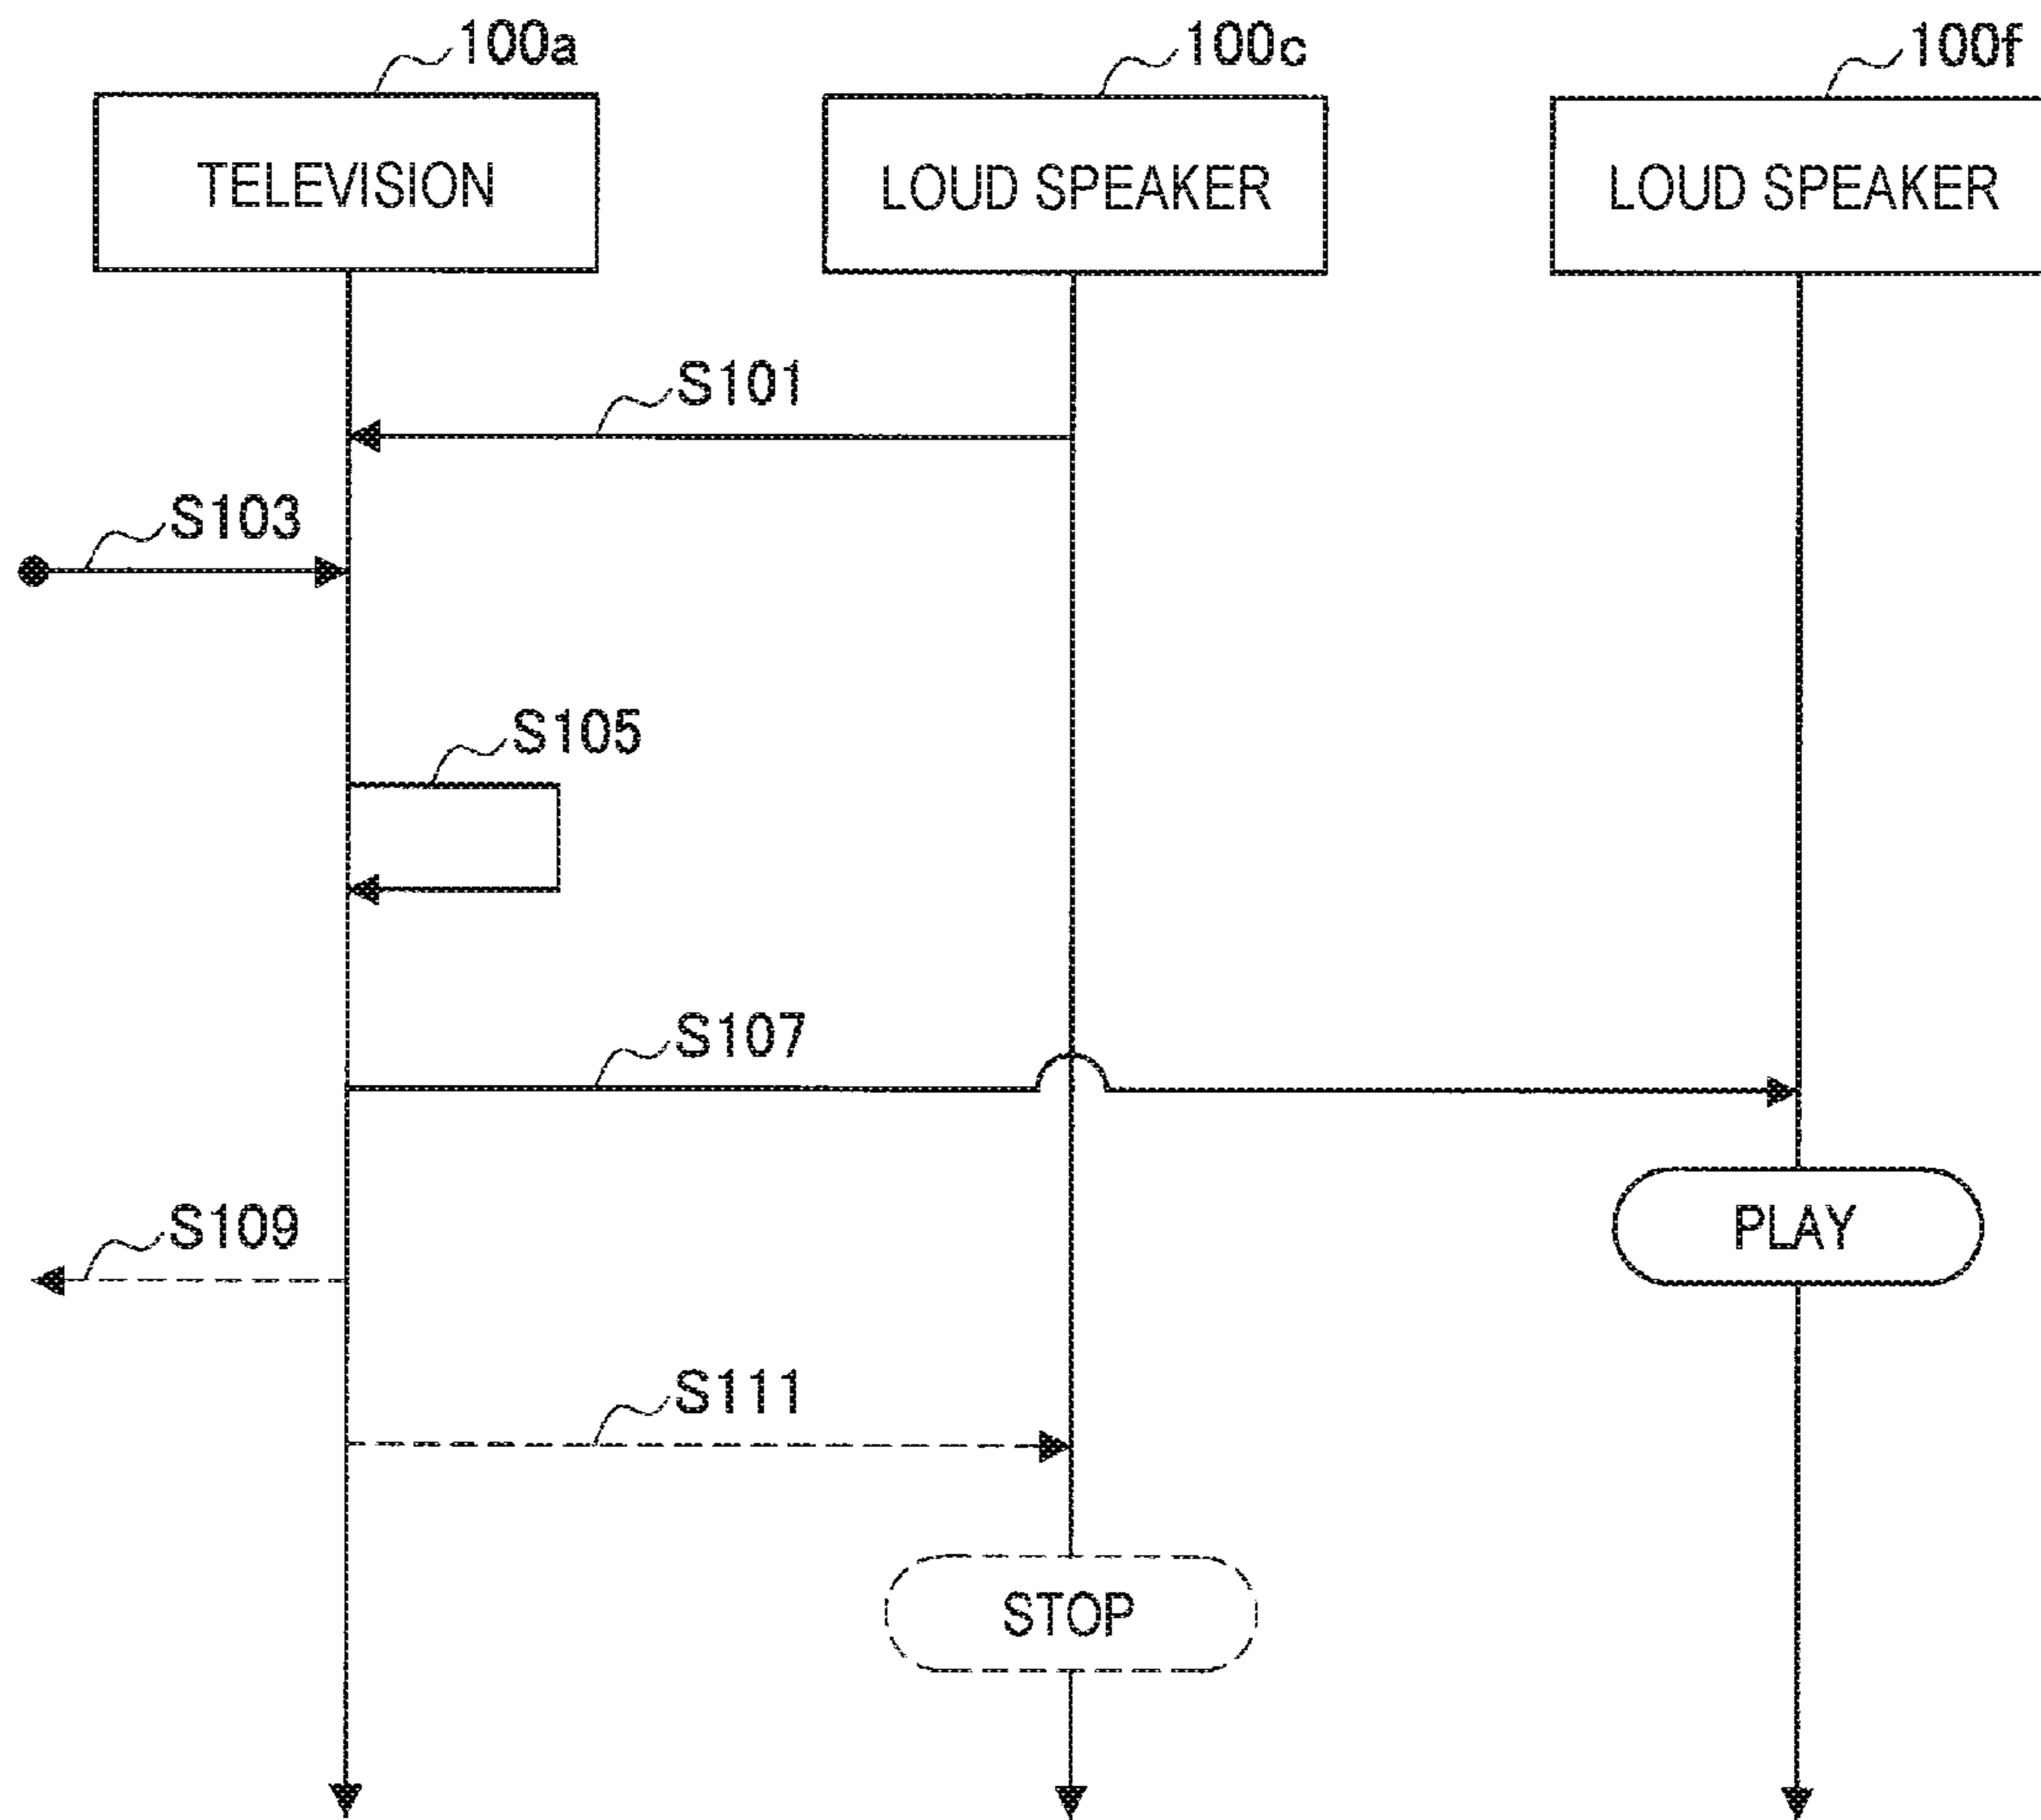 100a
100c
100f
TELEVISION
LOUD SPEAKER
LOUD SPEAKER
S101
S103
S105
S107
PLAY
S109
S111
STOP